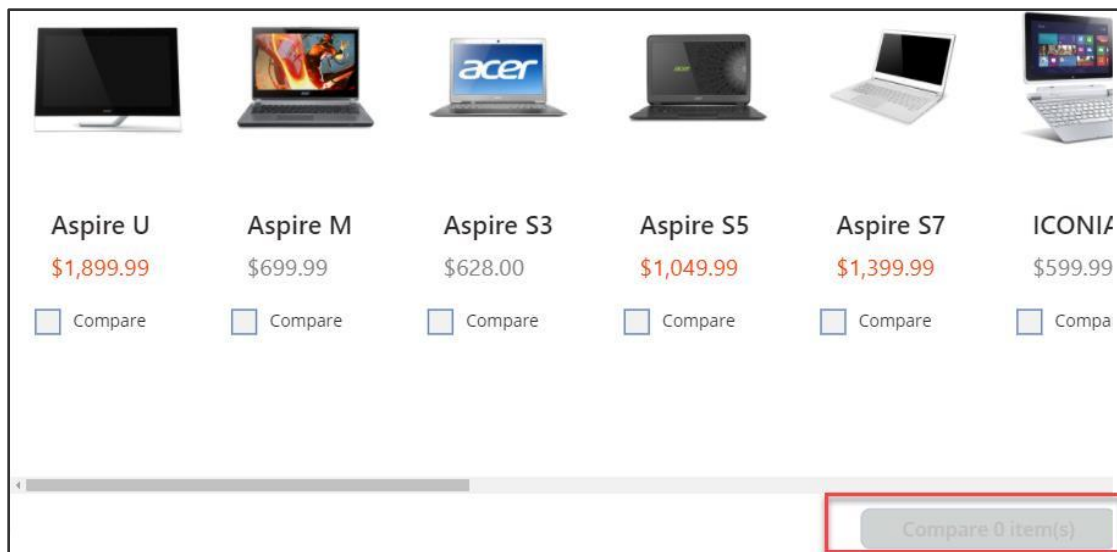 acer
Aspire U Aspire M Aspire S3 Aspire S5 Aspire S7 ICONIA
$1,899.99 $699.99 $628.00 $1,049.99 $1,399.99 $599.99
Compare Compare Compare Compare Compare Compa
Compare 0 item(s)